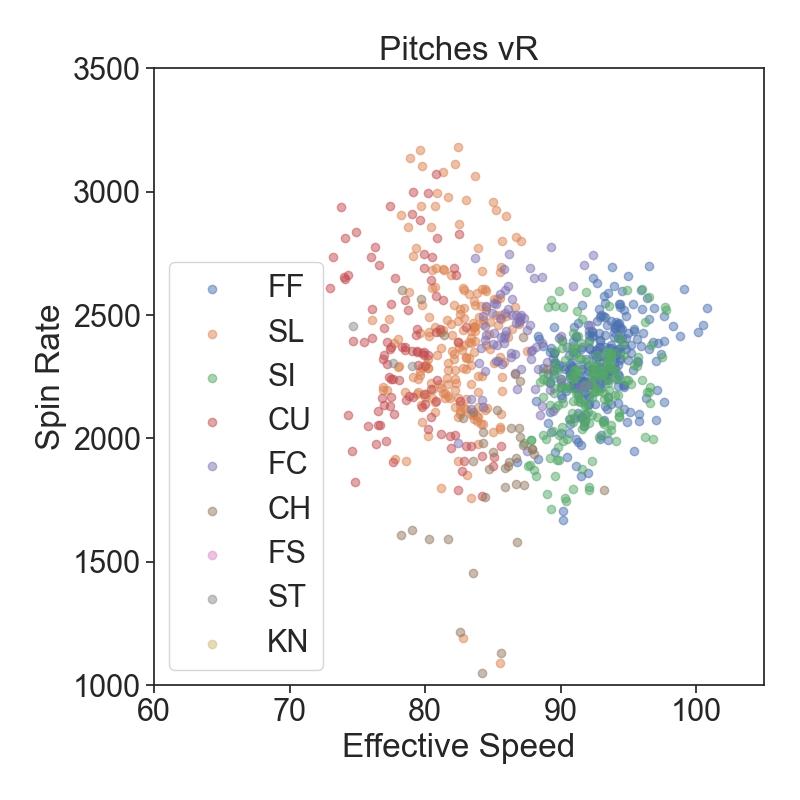 Pitches vR
3500
3000
2500
2000
1500
1000
Spin Rate
FF
SL
SI
CU
FC
CH
FS
ST
KN
60 70 80 90 100
Effective Speed